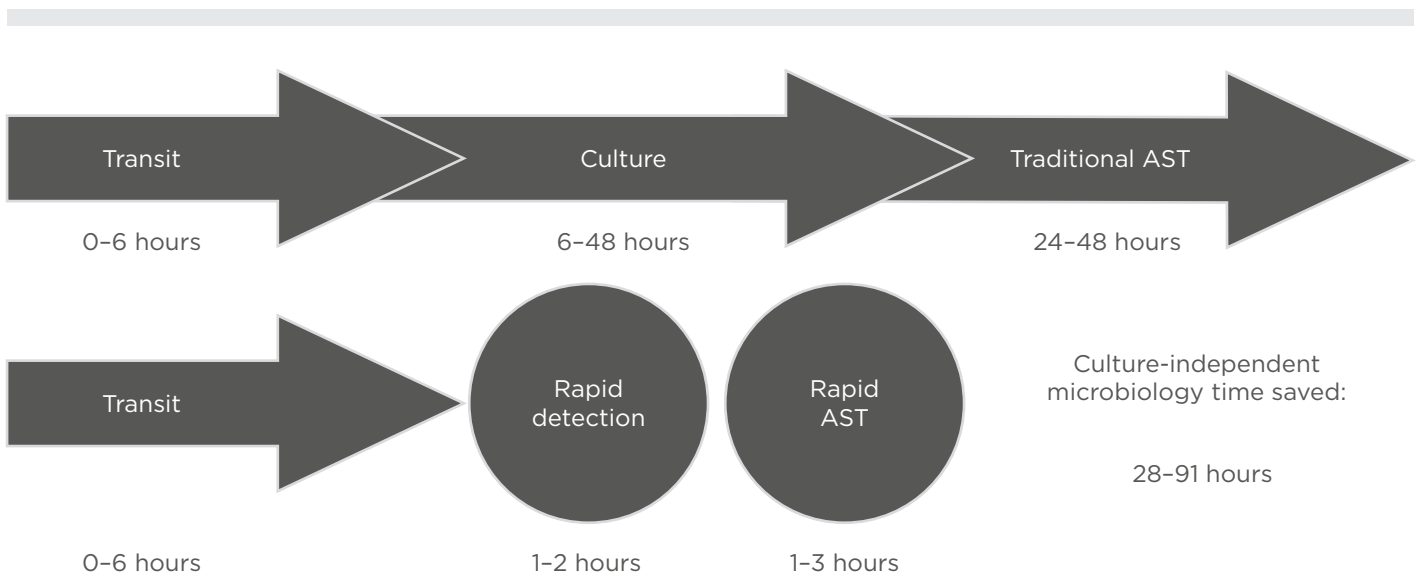 Transit
Culture
Traditional AST
0–6 hours
6–48 hours
24–48 hours
Transit
Rapid
detection
Rapid
AST
Culture-independent
microbiology time saved:
28–91 hours
0–6 hours
1–2 hours
1–3 hours